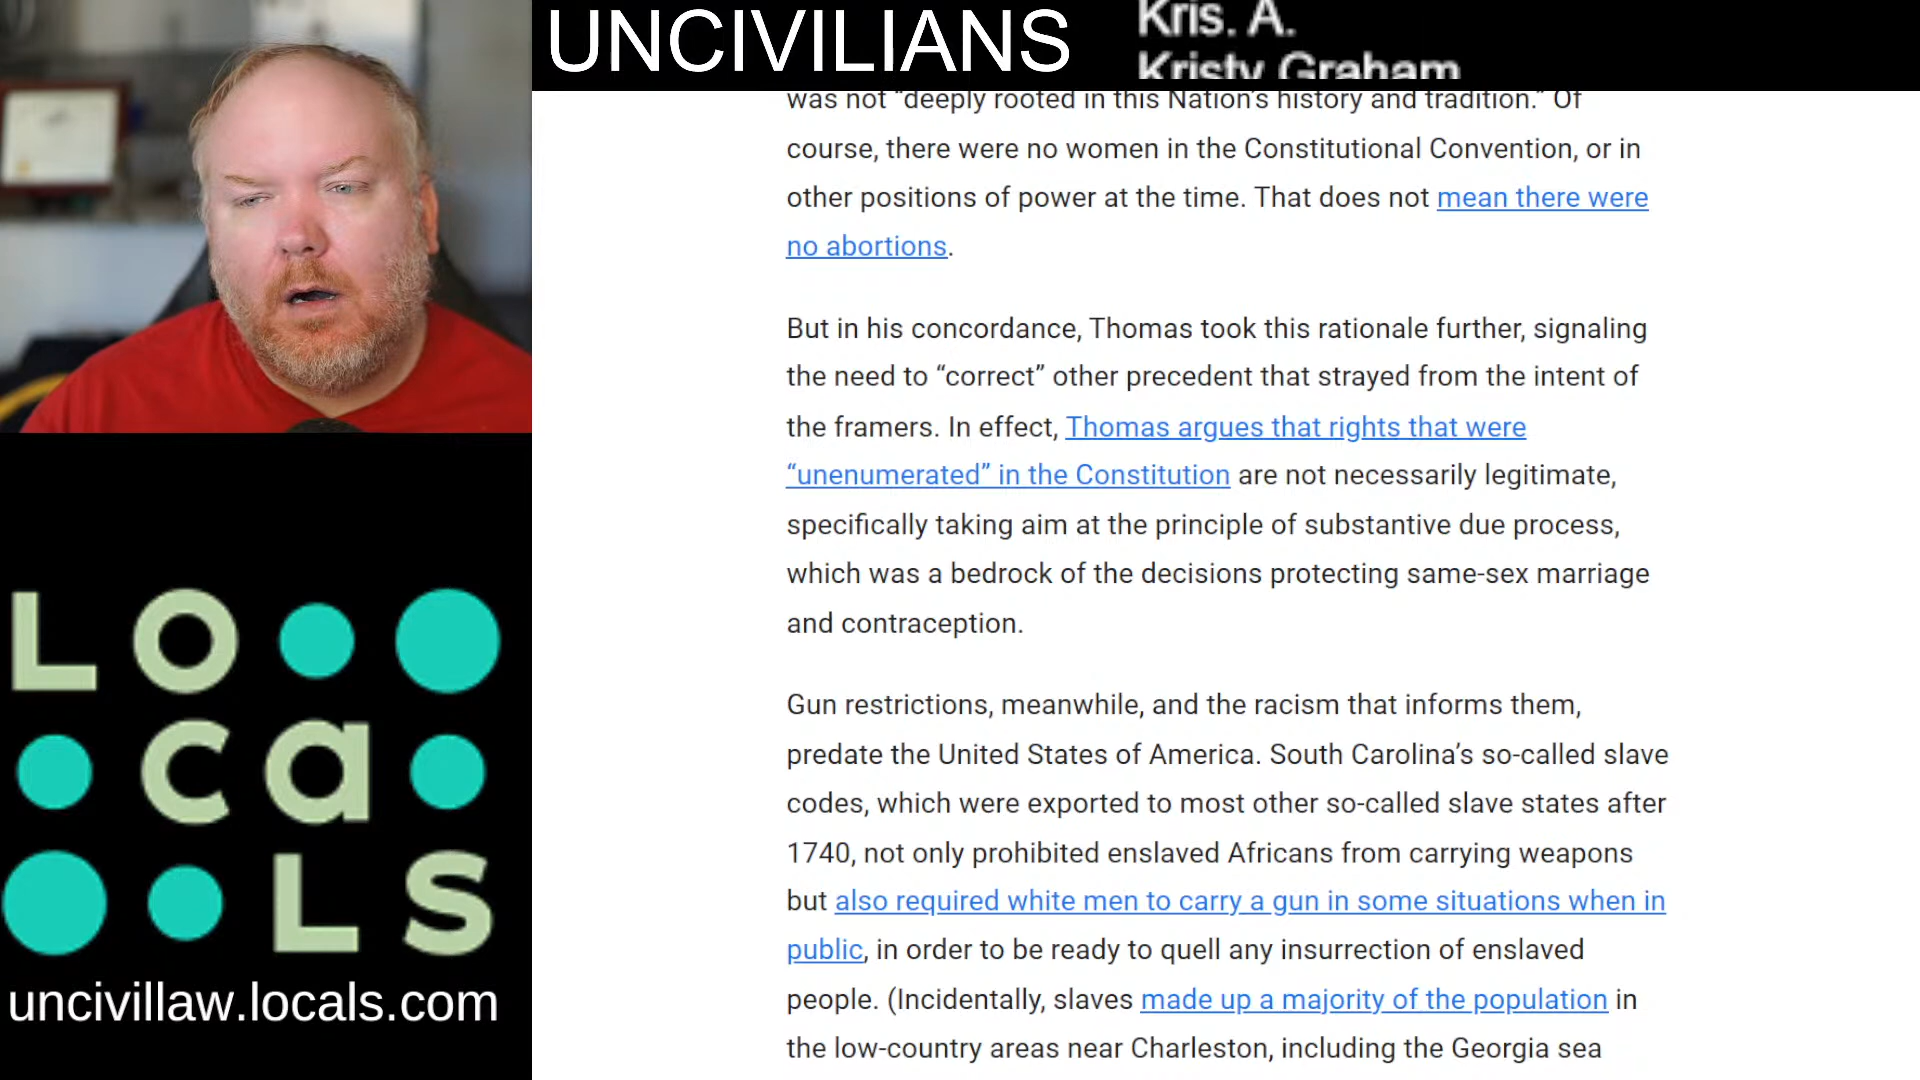 UNCIVILIANS
Kris. A.
Kristy Graham
was not “deeply rooted in this Nation’s history and tradition.” Of
course, there were no women in the Constitutional Convention, or in
other positions of power at the time. That does not mean there were
no abortions.
But in his concordance, Thomas took this rationale further, signaling
the need to “correct” other precedent that strayed from the intent of
the framers. In effect, Thomas argues that rights that were
“unenumerated” in the Constitution are not necessarily legitimate,
specifically taking aim at the principle of substantive due process,
which was a bedrock of the decisions protecting same-sex marriage
and contraception.
Gun restrictions, meanwhile, and the racism that informs them,
predate the United States of America. South Carolina’s so-called slave
codes, which were exported to most other so-called slave states after
1740, not only prohibited enslaved Africans from carrying weapons
but also required white men to carry a gun in some situations when in
public, in order to be ready to quell any insurrection of enslaved
people. (Incidentally, slaves made up a majority of the population in
the low-country areas near Charleston, including the Georgia sea
LO
ca
LS
uncivillaw.locals.com